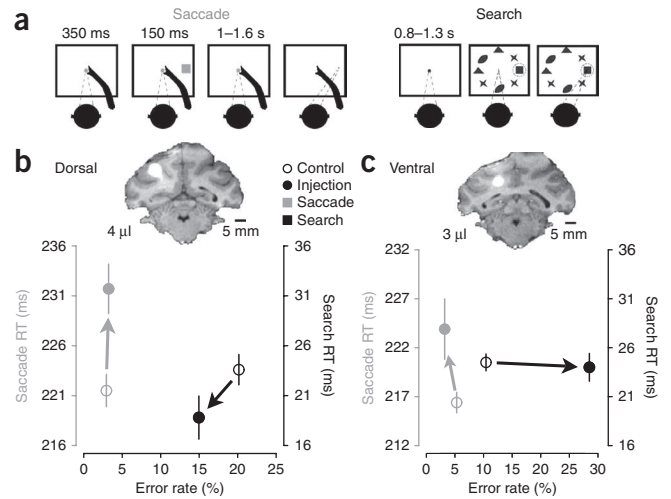 a
Saccade
Search
350 ms
150 ms
1–1.6 s
0.8–1.3 s
b
Dorsal
4 µl
5 mm
Control
Injection
Saccade
Search
c
Ventral
3 µl
5 mm
236
231
226
221
216
Saccade RT (ms)
36
31
26
21
16
Search RT (ms)
0
5
10
15
20
25
Error rate (%)
232
227
222
217
212
Saccade RT (ms)
36
31
26
21
16
Search RT (ms)
0
5
10
15
20
25
30
Error rate (%)